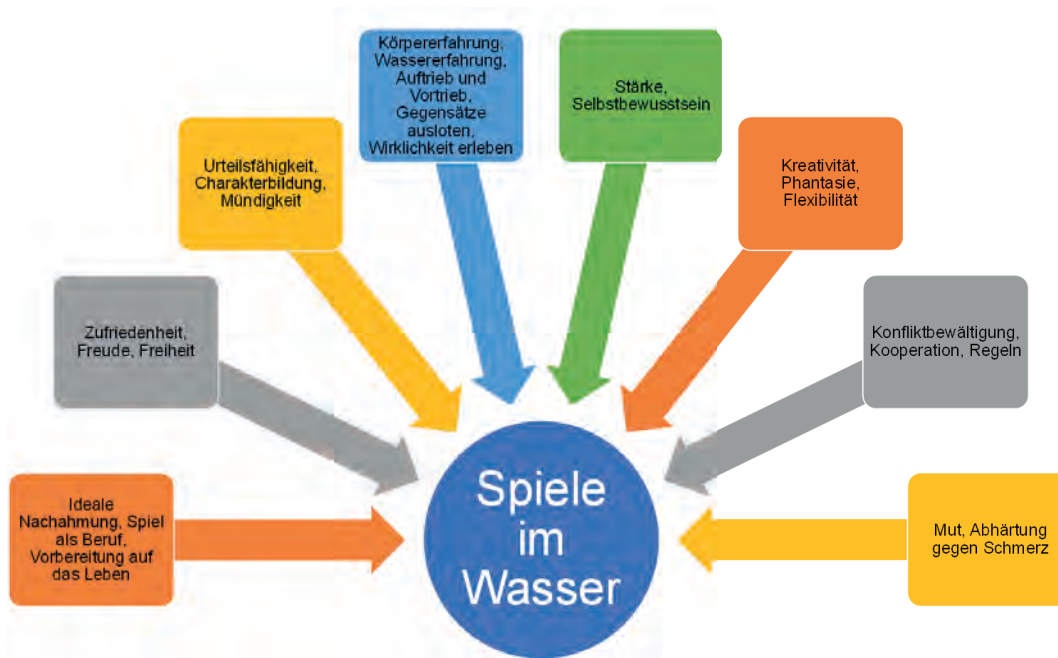 Körpererfahrung,
Wassererfahrung,
Auftrieb und
Vortrieb,
Gegensätze
ausloten,
Wirklichkeit erleben
Stärke,
Selbstbewusstsein
Urteilsfähigkeit,
Charakterbildung,
Mündigkeit
Kreativität,
Phantasie,
Flexibilität
Zufriedenheit,
Freude, Freiheit
Konfliktbewältigung,
Kooperation, Regeln
Ideale
Nachahmung, Spiel
als Beruf,
Vorbereitung auf
das Leben
Spiele
im
Wasser
Mut, Abhärtung
gegen Schmerz